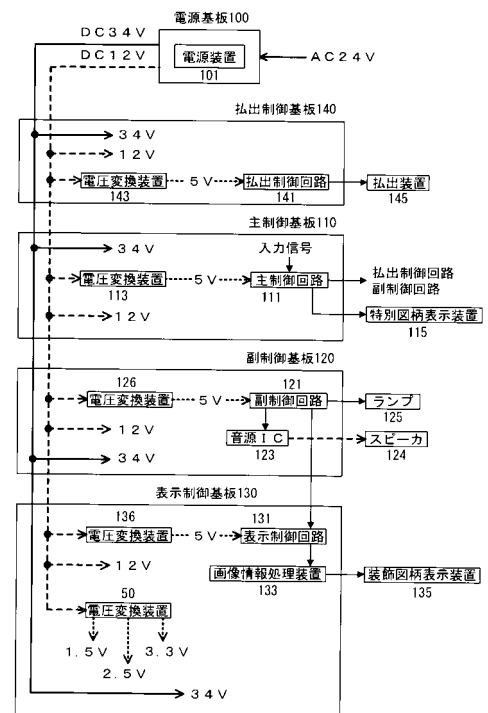 電源基板100
DC34V
DC12V
電源装置
101
AC24V
払出制御基板140
34V
12V
電圧変換装置
143
5V
払出制御回路
141
払出装置
145
主制御基板110
34V
入力信号
電圧変換装置
113
5V
主制御回路
111
払出制御回路
副制御回路
12V
特別図柄表示装置
115
副制御基板120
126
電圧変換装置
5V
121
副制御回路
ランプ
125
12V
音源IC
123
スピーカ
124
34V
表示制御基板130
136
電圧変換装置
5V
131
表示制御回路
12V
画像情報処理装置
133
装飾図柄表示装置
135
50
電圧変換装置
1.5V
2.5V
3.3V
34V